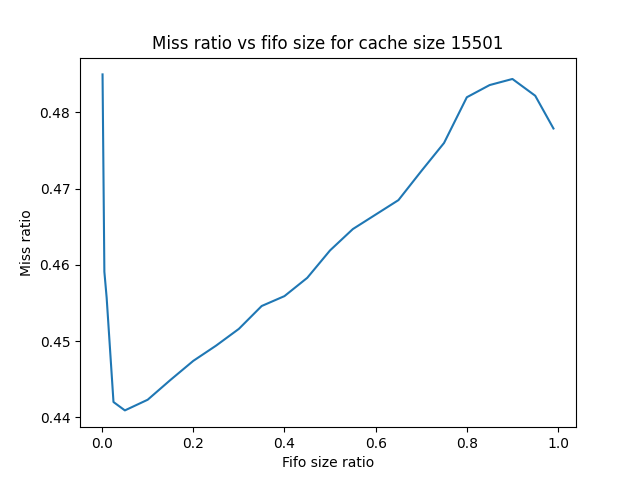 Miss ratio vs fifo size for cache size 15501
0.48
0.47
0.46
0.45
0.44
Miss ratio
0.0 0.2 0.4 0.6 0.8 1.0
Fifo size ratio